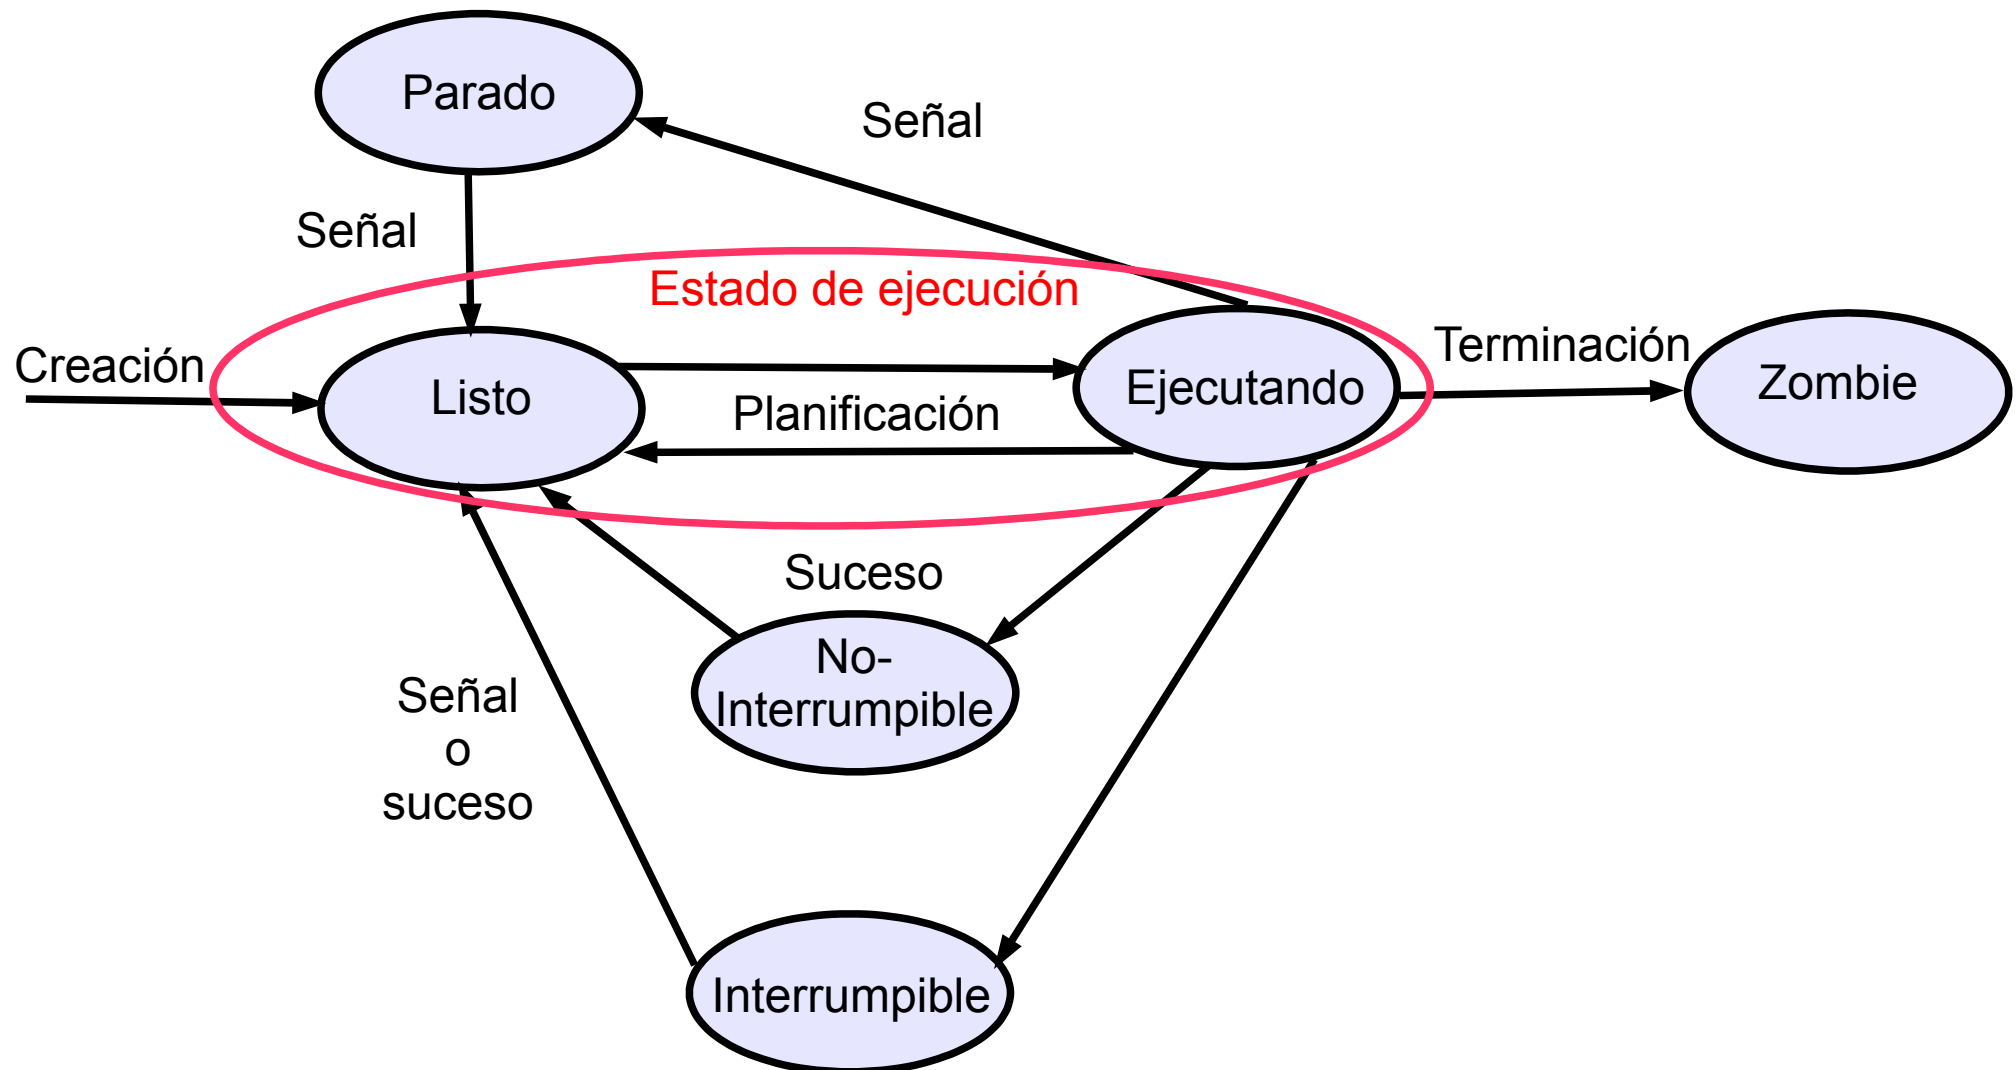 Parado
Señal
Señal
Estado de ejecución
Creación
Listo
Planificación
Ejecutando
Terminación
Zombie
Suceso
No-
Interrumpible
Señal
o
suceso
Interrumpible